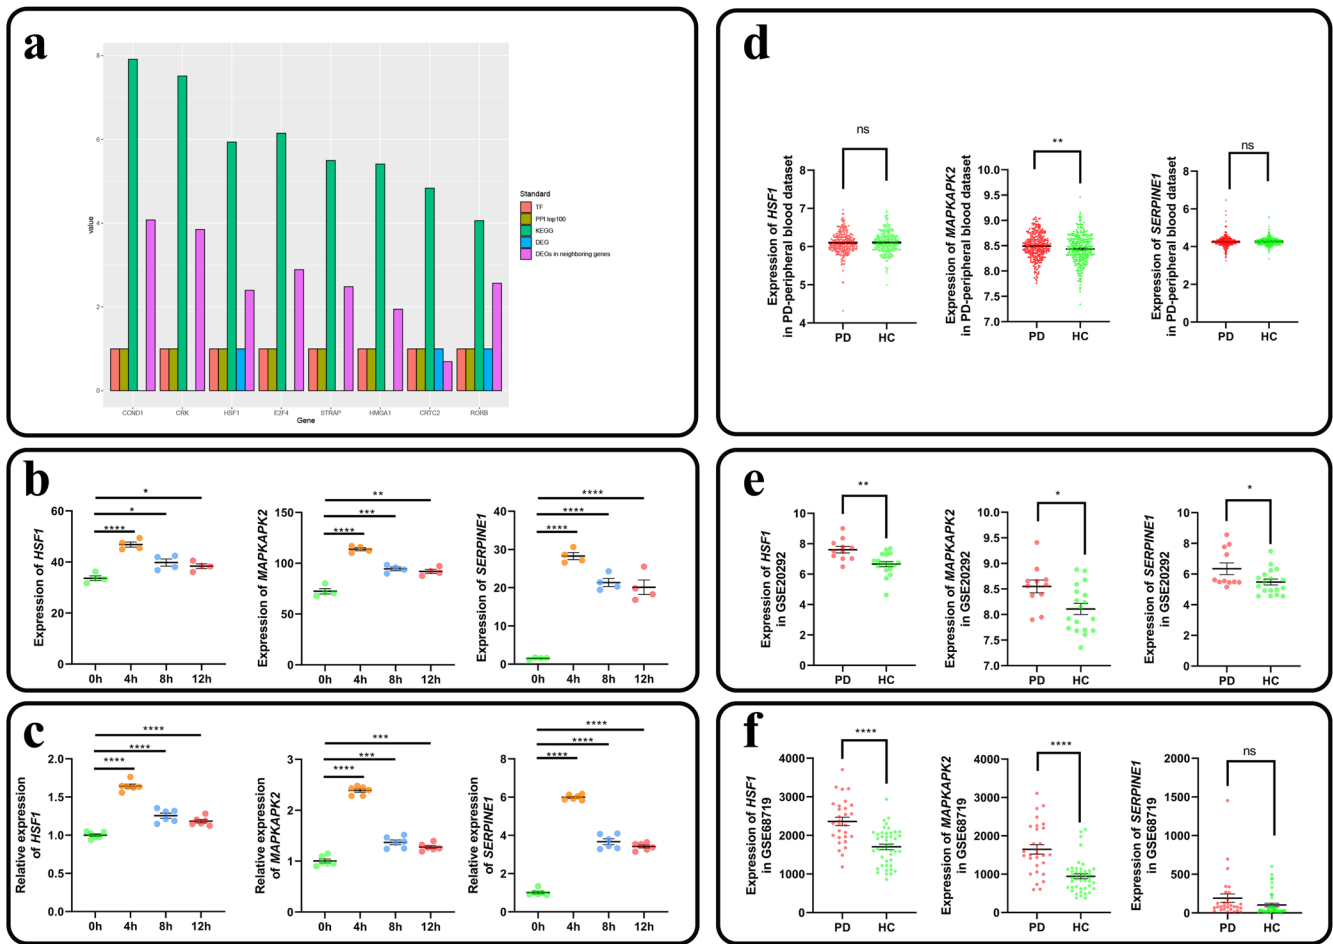 a
8
6
4
2
0
value
CCND1 CRK HSF1 E2F4 STRAP HMGA1 CRTC2 RORB
Gene
Standard
TF
PPI top100
KEGG
DEG
DEGs in neighboring genes
b
Expression of HSF1
60
40
20
0
*
*
****
0h 4h 8h 12h
Expression of MAPKAPK2
150
100
50
0
**
***
****
0h 4h 8h 12h
Expression of SERPINE1
40
30
20
10
0
****
****
****
0h 4h 8h 12h
c
Relative expression
of HSF1
2.0
1.5
1.0
0.5
0.0
****
****
****
0h 4h 8h 12h
Relative expression
of MAPKAPK2
3
2
1
0
***
***
****
0h 4h 8h 12h
Relative expression
of SERPINE1
8
6
4
2
0
****
****
****
0h 4h 8h 12h
d
Expression of HSF1
in PD-peripheral blood dataset
8
7
6
5
4
ns
PD HC
Expression of MAPKAPK2
in PD-peripheral blood dataset
10.0
9.5
9.0
8.5
8.0
7.5
7.0
**
PD HC
Expression of SERPINE1
in PD-peripheral blood dataset
8
6
4
2
0
ns
PD HC
e
Expression of HSF1
in GSE20292
10
8
6
4
2
0
**
PD HC
Expression of MAPKAPK2
in GSE20292
10.0
9.5
9.0
8.5
8.0
7.5
7.0
*
PD HC
Expression of SERPINE1
in GSE20292
10
8
6
4
2
0
*
PD HC
f
Expression of HSF1
in GSE68719
4000
3000
2000
1000
0
****
PD HC
Expression of MAPKAPK2
in GSE68719
4000
3000
2000
1000
0
****
PD HC
Expression of SERPINE1
in GSE68719
2000
1500
1000
500
0
ns
PD HC